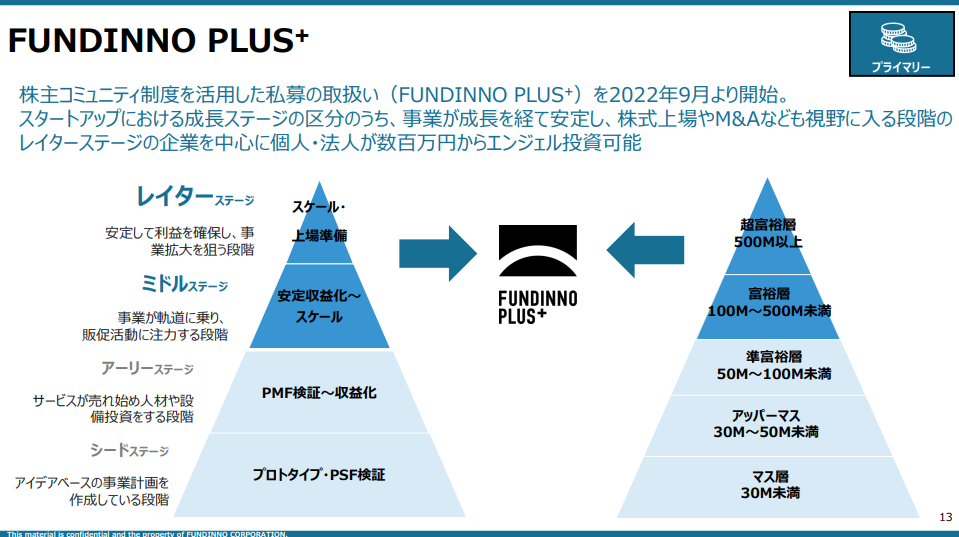 FUNDINNO PLUS⁺
プライマリー
株主コミュニティ制度を活用した私募の取扱い（FUNDINNO PLUS⁺）を2022年9月より開始。
スタートアップにおける成長ステージの区分のうち、事業が成長を経て安定し、株式上場やM&Aなども視野に入る段階の
レイターステージの企業を中心に個人・法人が数百万円からエンジェル投資可能
レイターステージ
安定して利益を確保し、事
業拡大を狙う段階
ミドルステージ
事業が軌道に乗り、
販促活動に注力する段階
アーリーステージ
サービスが売れ始め人材や設
備投資をする段階
シードステージ
アイデアベースの事業計画を
作成している段階
スケール・
上場準備
安定収益化～
スケール
PMF検証～収益化
プロトタイプ・PSF検証
FUNDINNO
PLUS⁺
超富裕層
500M以上
富裕層
100M～500M未満
準富裕層
50M～100M未満
アッパーマス
30M～50M未満
マス層
30M未満
13
This material is confidential and the property of FUNDINNO CORPORATION.